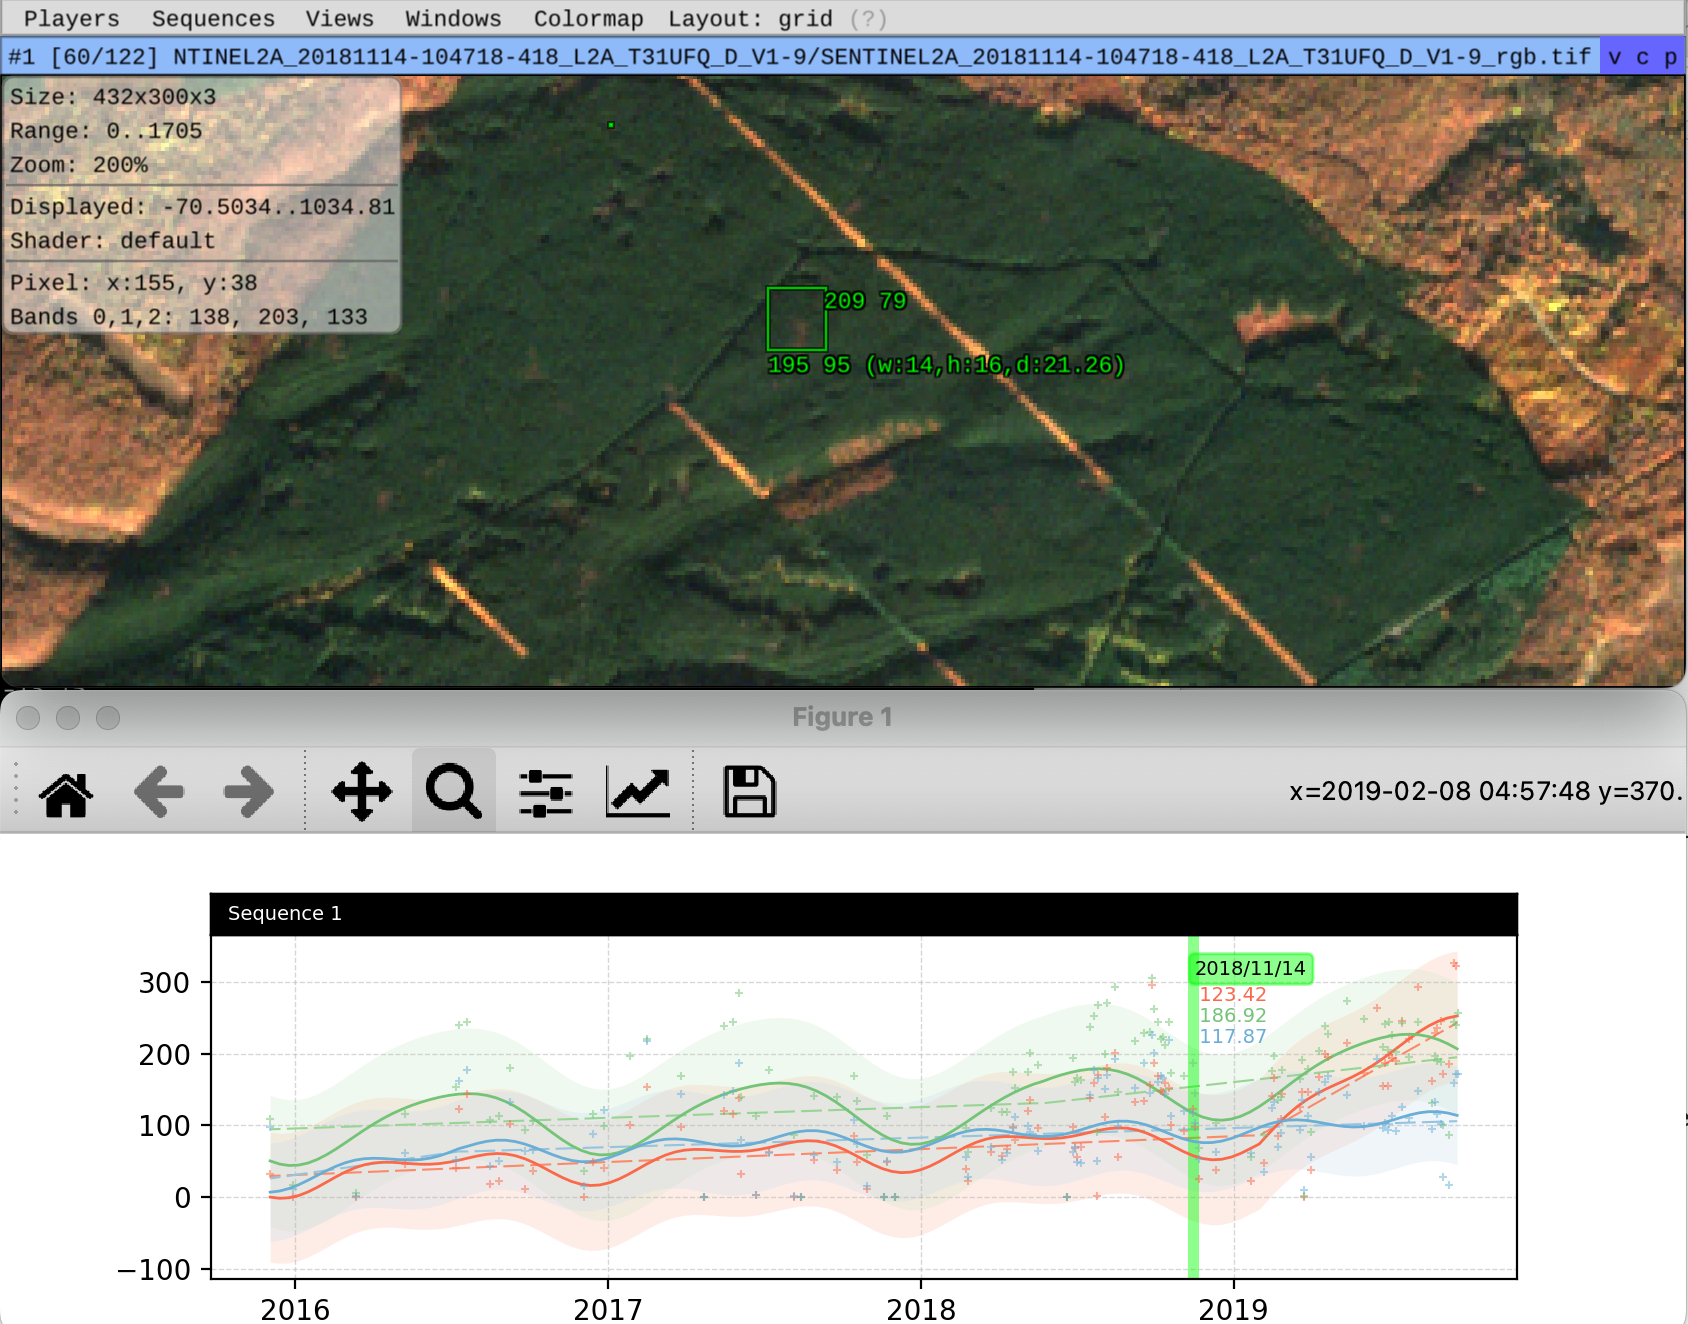 Players Sequences Views Windows Colormap Layout: grid (?)
#1 [60/122] NTINEL2A_20181114-104718-418_L2A_T31UFQ_D_V1-9/SENTINEL2A_20181114-104718-418_L2A_T31UFQ_D_V1-9_rgb.tif v c p
Size: 432x300x3
Range: 0..1705
Zoom: 200%
Displayed: -70.5034..1034.81
Shader: default
Pixel: x:155, y:38
Bands 0,1,2: 138, 203, 133
209 79
195 95 (w:14,h:16,d:21.26)
Figure 1
x=2019-02-08 04:57:48 y=370.
Sequence 1
2018/11/14
123.42
186.92
117.87
300
200
100
0
−100
2016 2017 2018 2019